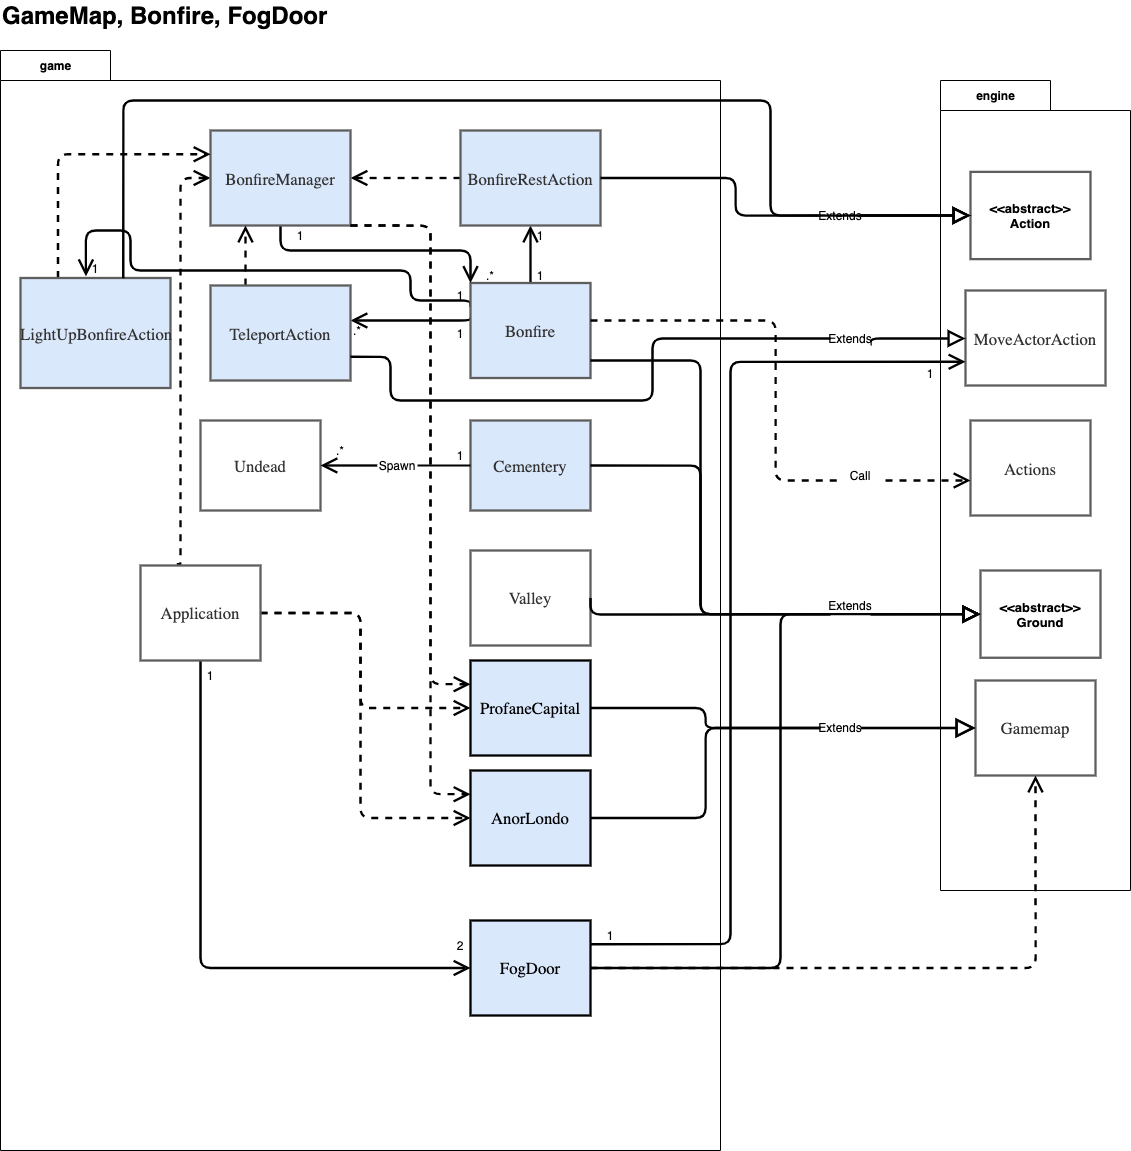 GameMap, Bonfire, FogDoor
game
engine
BonfireManager
BonfireRestAction
<<abstract>>
Action
Extends
1
1
1
.*
1
1
1
.*
LightUpBonfireAction
TeleportAction
Bonfire
Extends
MoveActorAction
1
Undead
.*
Spawn
1
Cementery
Call
Actions
Application
1
Valley
Extends
<<abstract>>
Ground
ProfaneCapital
Extends
Gamemap
AnorLondo
2
FogDoor
1